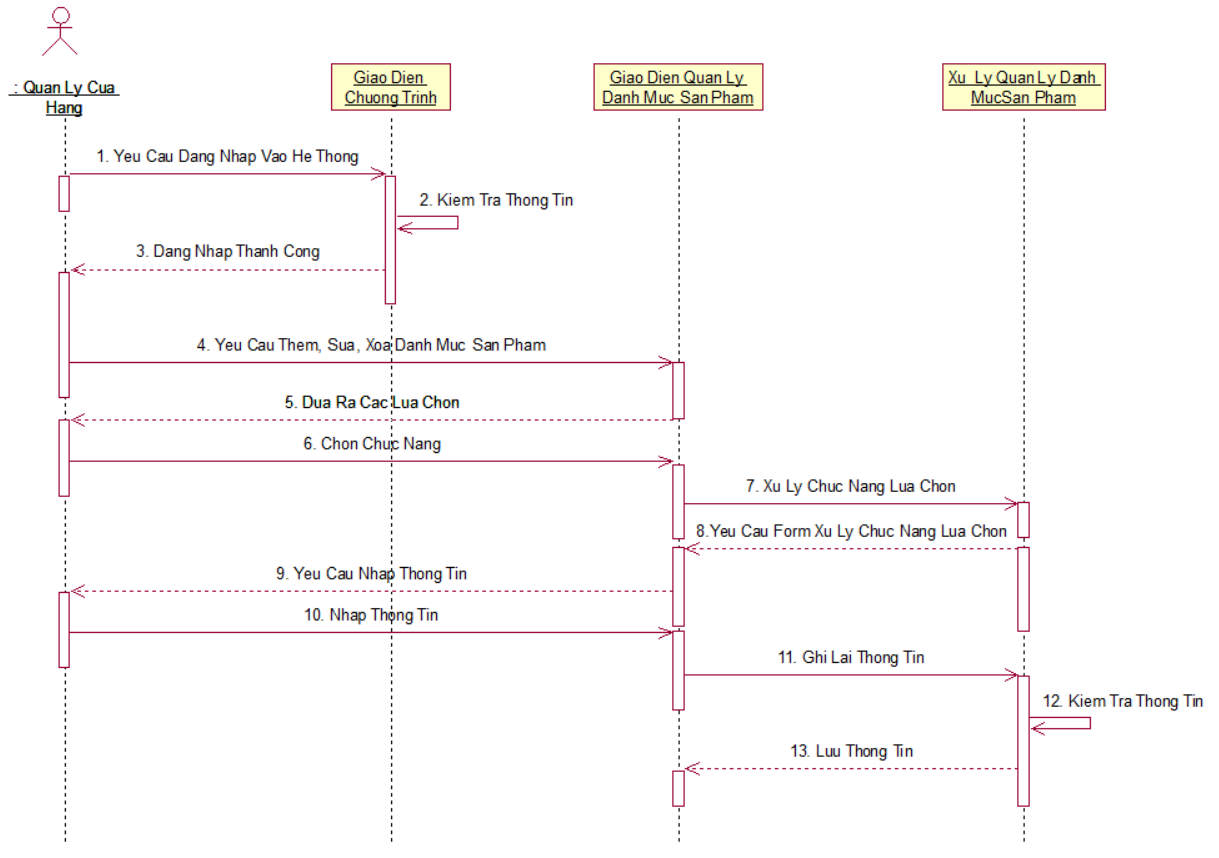 : Quan Ly Cua
Hang
Giao Dien
Chuong Trinh
Giao Dien Quan Ly
Danh Muc San Pham
Xu Ly Quan Ly Danh
MucSan Pham
1. Yeu Cau Dang Nhap Vao He Thong
2. Kiem Tra Thong Tin
3. Dang Nhap Thanh Cong
4. Yeu Cau Them, Sua, Xoa Danh Muc San Pham
5. Dua Ra Cac Lua Chon
6. Chon Chuc Nang
7. Xu Ly Chuc Nang Lua Chon
8.Yeu Cau Form Xu Ly Chuc Nang Lua Chon
9. Yeu Cau Nhap Thong Tin
10. Nhap Thong Tin
11. Ghi Lai Thong Tin
12. Kiem Tra Thong Tin
13. Luu Thong Tin